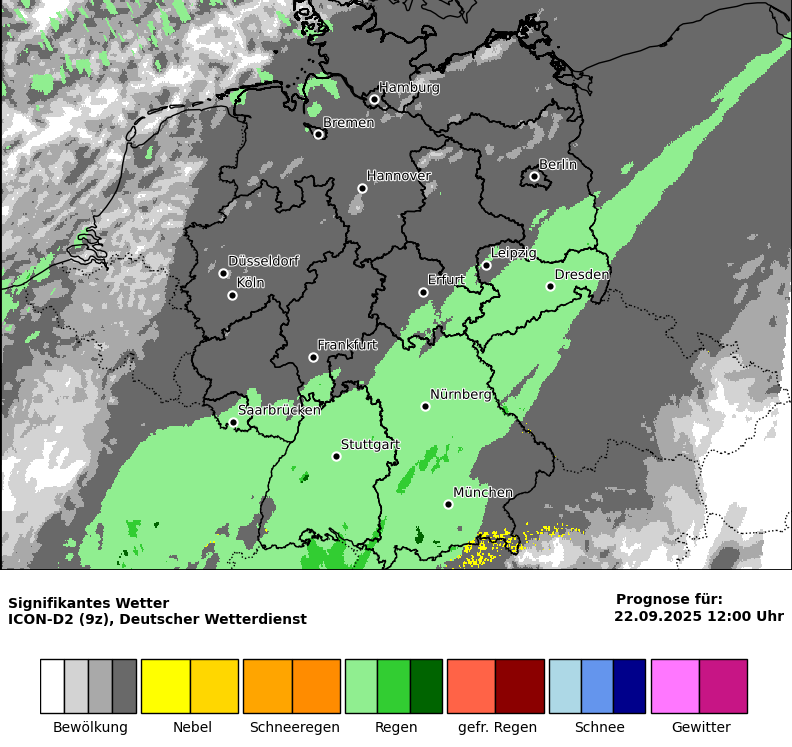 Hamburg
Bremen
Berlin
Hannover
Leipzig
Düsseldorf
Dresden
Köln
Erfurt
Frankfurt
Nürnberg
Saarbrücken
Stuttgart
München
Signifikantes Wetter
ICON-D2 (9z), Deutscher Wetterdienst
Prognose für:
22.09.2025 12:00 Uhr
Bewölkung Nebel Schneeregen Regen gefr. Regen Schnee Gewitter